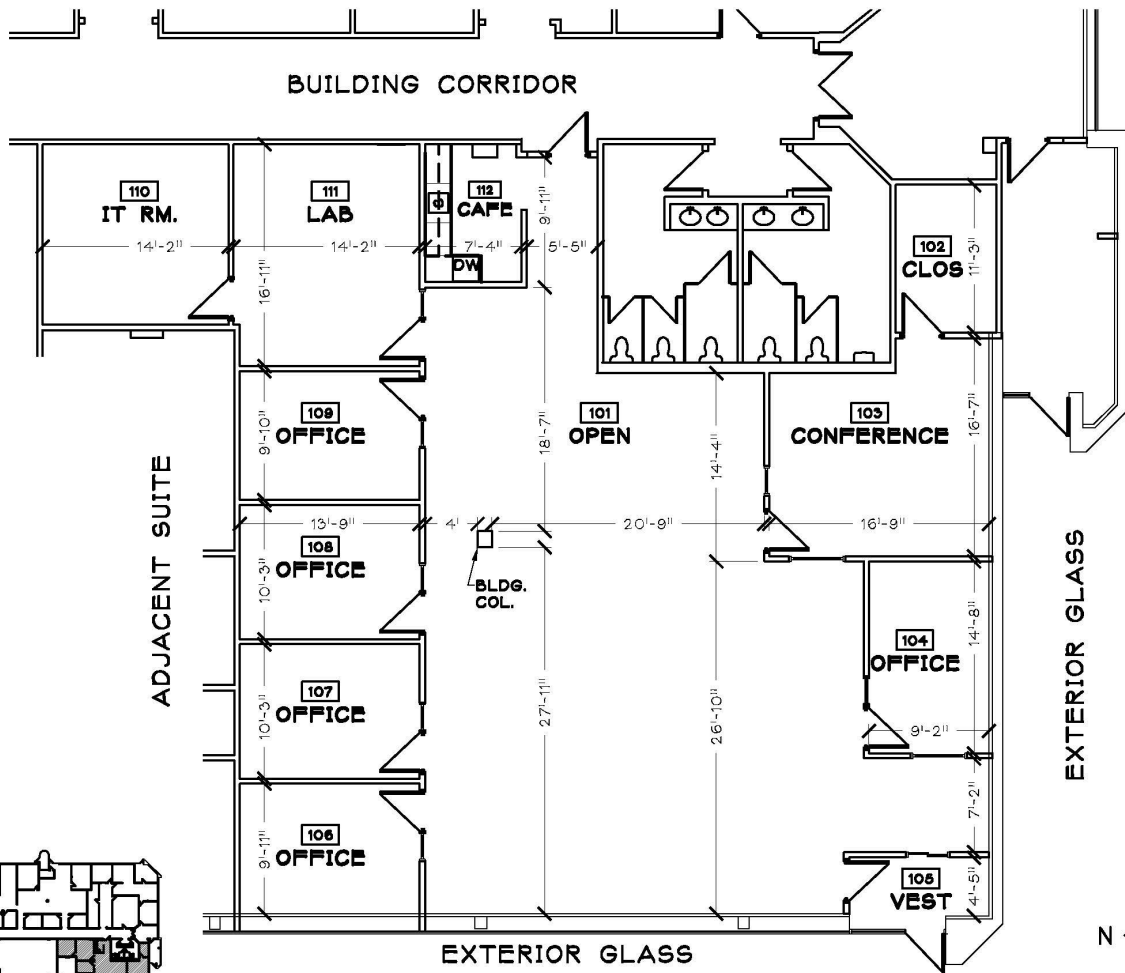 BUILDING CORRIDOR
110
IT RM.
111
LAB
112
CAFE
DW
9'-11"
14'-2"
14'-2"
7'-4"
5'-5"
16'-11"
102
CLOS
11'-3"
109
OFFICE
9'-10"
18'-7"
101
OPEN
14'-4"
103
CONFERENCE
16'-7"
13'-9"
4'
20'-9"
16'-9"
108
OFFICE
10'-3"
BLDG.
COL.
ADJACENT SUITE
EXTERIOR GLASS
104
OFFICE
14'-8"
9'-2"
107
OFFICE
10'-3"
27'-11"
26'-10"
7'-2"
106
OFFICE
9'-11"
105
VEST
4'-5"
EXTERIOR GLASS
N